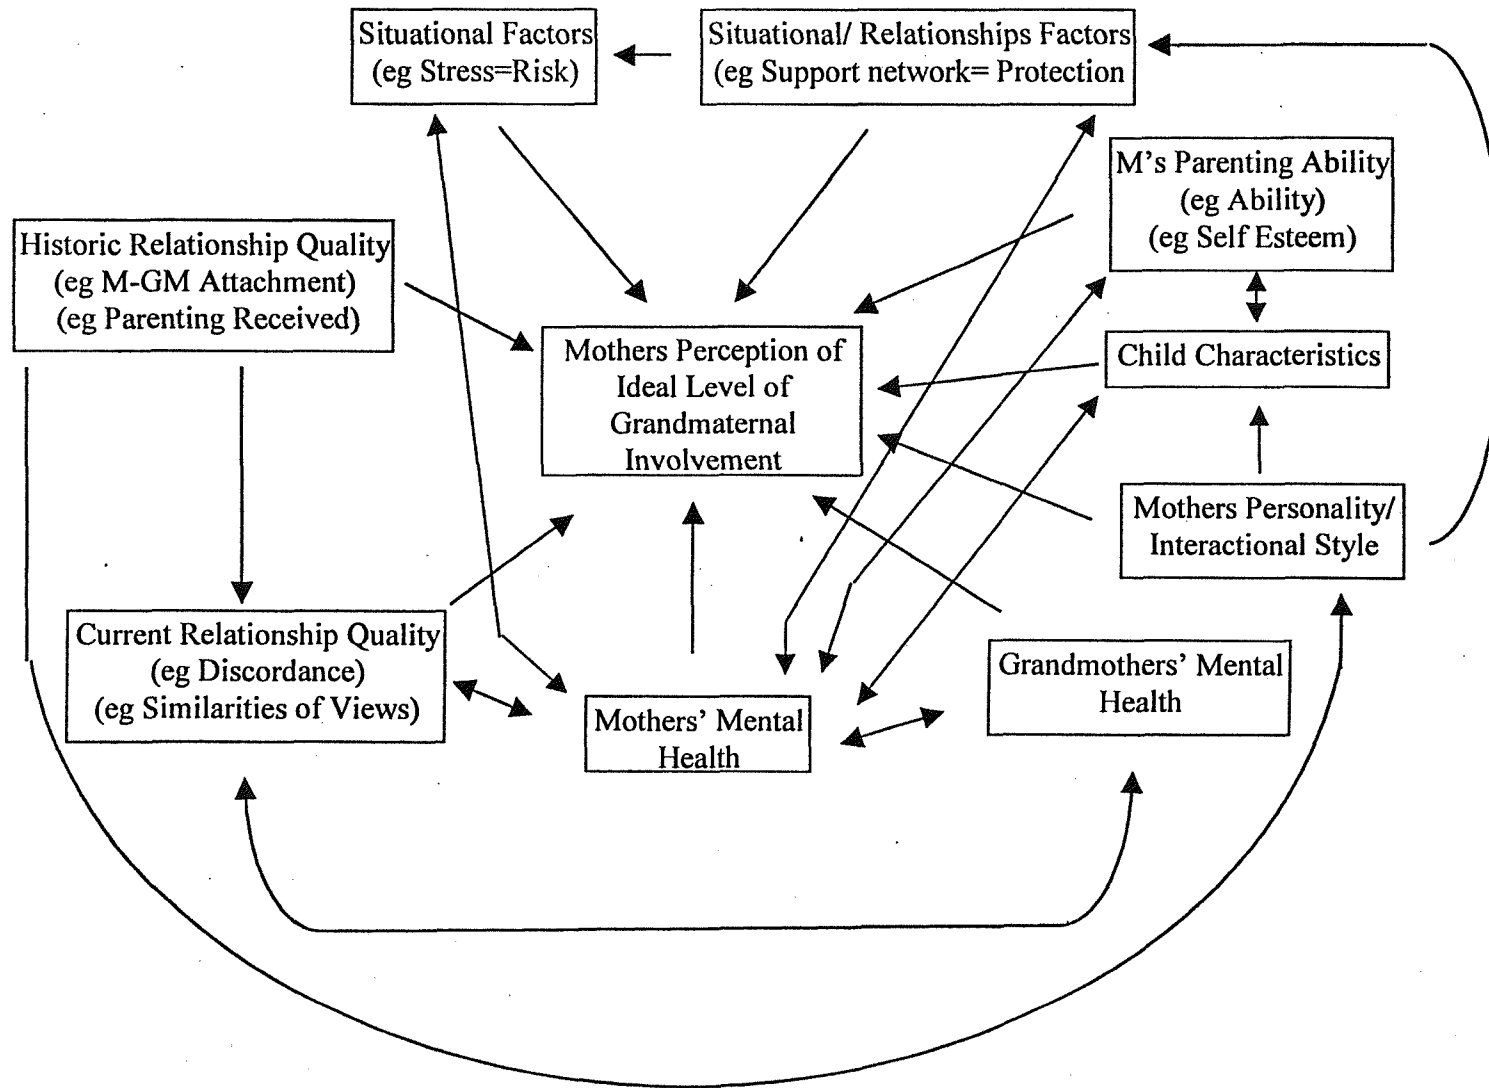 Situational Factors
(eg Stress=Risk)
Situational/ Relationships Factors
(eg Support network= Protection
M's Parenting Ability
(eg Ability)
(eg Self Esteem)
Historic Relationship Quality
(eg M-GM Attachment)
(eg Parenting Received)
Mothers Perception of
Ideal Level of
Grandmaternal
Involvement
Child Characteristics
Mothers Personality/
Interactional Style
Current Relationship Quality
(eg Discordance)
(eg Similarities of Views)
Mothers' Mental
Health
Grandmothers' Mental
Health